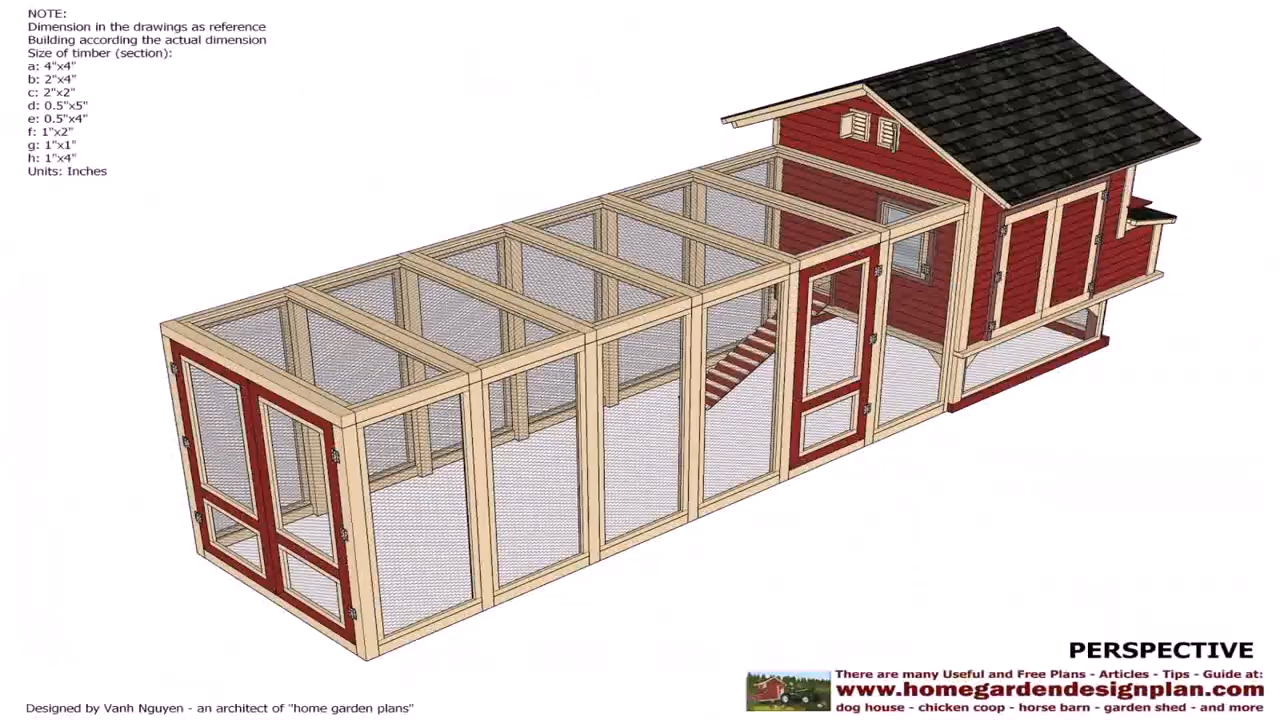 NOTE:
Dimension in the drawings as reference
Building according the actual dimension
Size of timber (section):
a: 4"x4"
b: 2"x4"
c: 2"x2"
d: 0.5"x5"
e: 0.5"x4"
f: 1"x2"
g: 1"x1"
h: 1"x4"
Units: Inches
PERSPECTIVE
There are many Useful and Free Plans - Articles - Tips - Guide at:
www.homegardendesignplan.com
dog house - chicken coop - horse barn - garden shed - and more
Designed by Vanh Nguyen - an architect of "home garden plans"